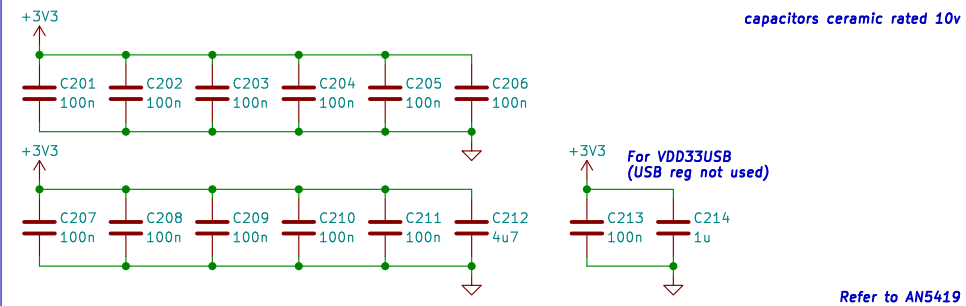 +3V3
capacitors ceramic rated 10v
C201 C202 C203 C204 C205 C206
100n 100n 100n 100n 100n 100n
+3V3
+3V3
For VDD33USB
(USB reg not used)
C207 C208 C209 C210 C211 C212 C213 C214
100n 100n 100n 100n 100n 4u7 100n 1u
Refer to AN5419